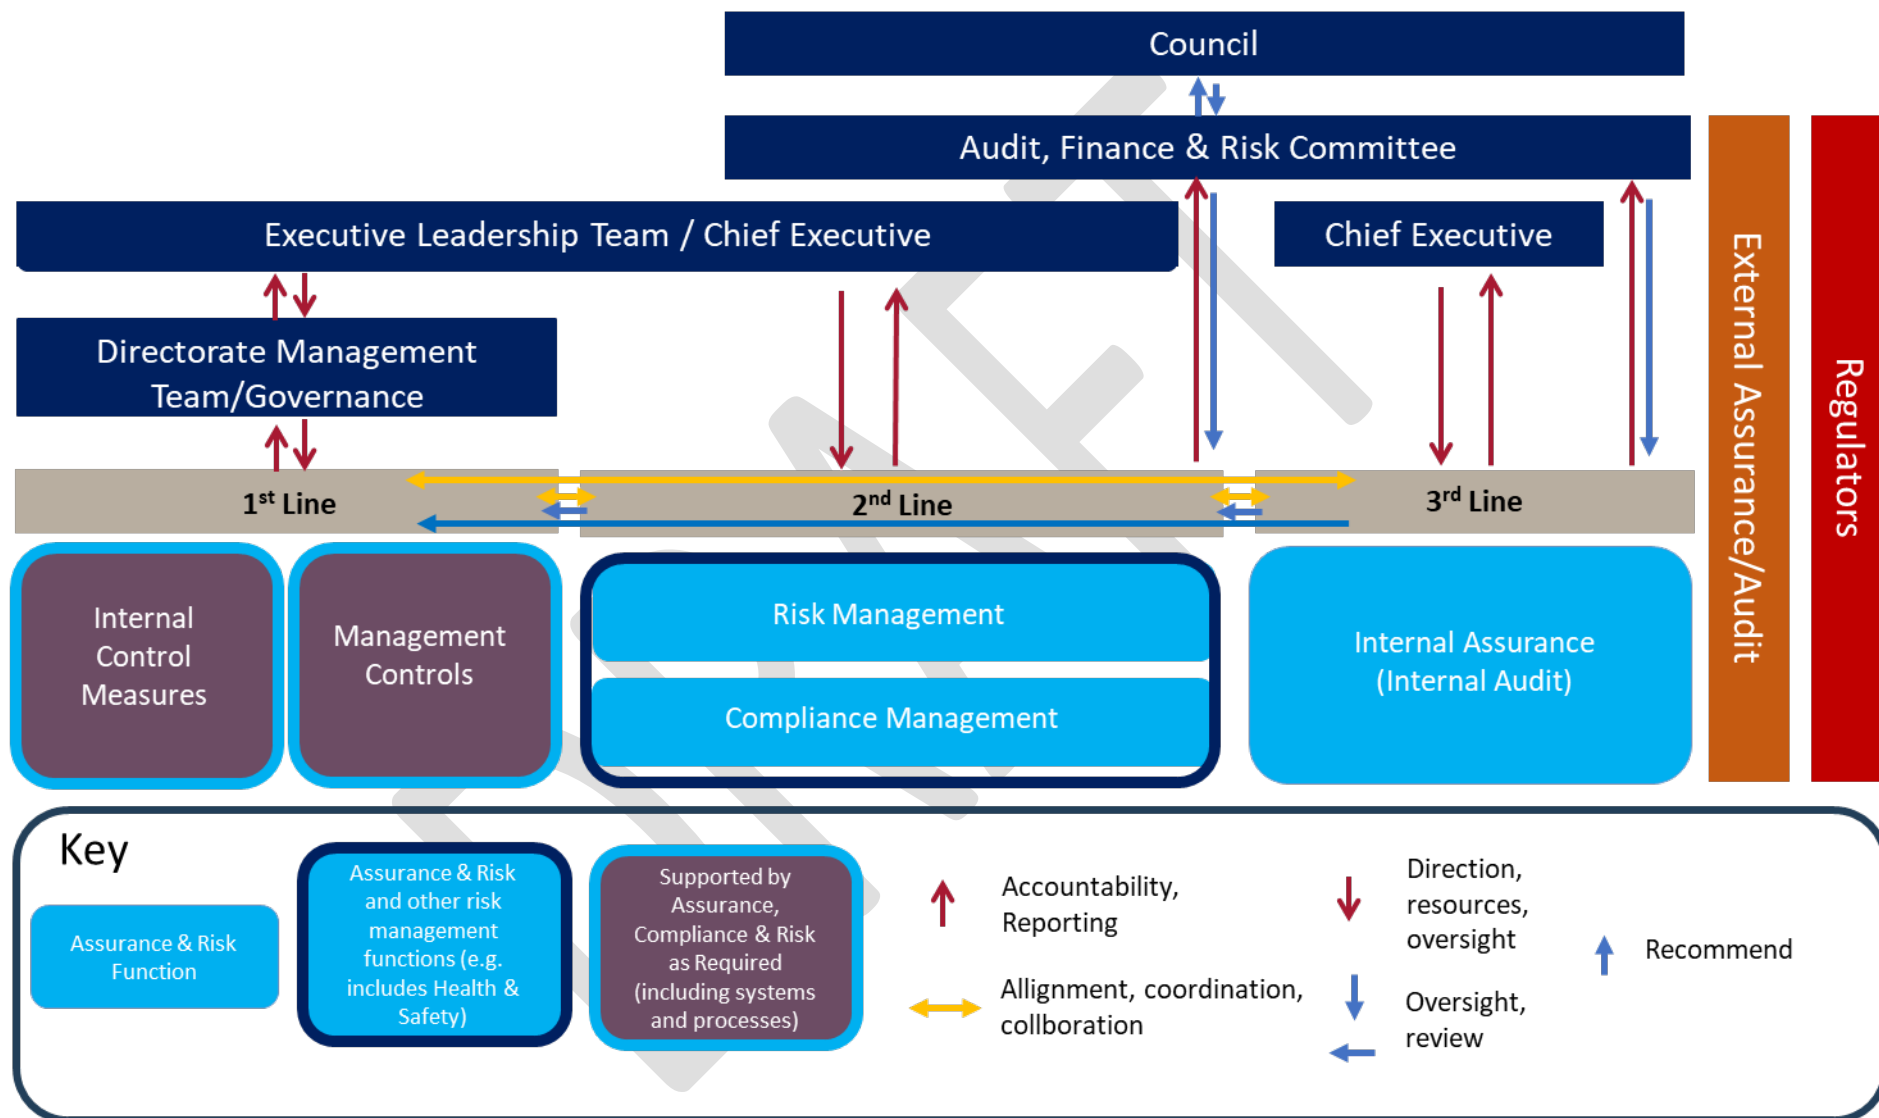 Council
Audit, Finance & Risk Committee
Executive Leadership Team / Chief Executive
Chief Executive
Directorate Management
Team/Governance
1st Line
2nd Line
3rd Line
Internal
Control
Measures
Management
Controls
Risk Management
Compliance Management
Internal Assurance
(Internal Audit)
External Assurance/Audit
Regulators
DRAFT
Key
Assurance & Risk
Function
Assurance & Risk
and other risk
management
functions (e.g.
includes Health &
Safety)
Supported by
Assurance,
Compliance & Risk
as Required
(including systems
and processes)
Accountability,
Reporting
Allignment, coordination,
collboration
Direction,
resources,
oversight
Oversight,
review
Recommend